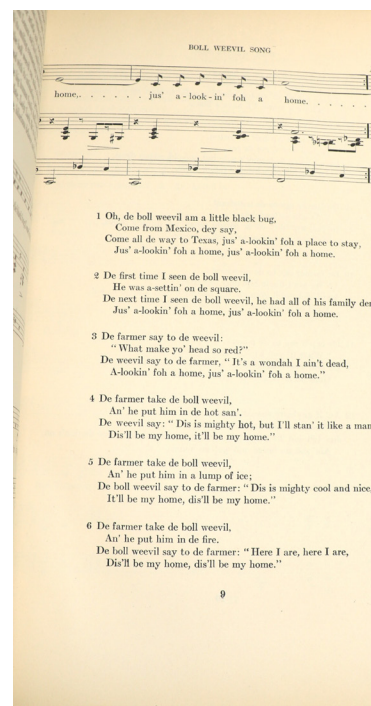 BOLL WEEVIL SONG
home,. . . . . . jus' a - look - in' foh a home. . . . . .
1 Oh, de boll weevil am a little black bug,
Come from Mexico, dey say,
Come all de way to Texas, jus' a-lookin' foh a place to stay,
Jus' a-lookin' foh a home, jus' a-lookin' foh a home.
2 De first time I seen de boll weevil,
He was a-settin' on de square.
De next time I seen de boll weevil, he had all of his family
Jus' a-lookin' foh a home, jus' a-lookin' foh a home.
3 De farmer say to de weevil:
"What make yo' head so red?"
De weevil say to de farmer, "It's a wondah I ain't dead,
A-lookin' foh a home, jus' a-lookin' foh a home."
4 De farmer take de boll weevil,
An' he put him in de hot san'.
De weevil say: "Dis is mighty hot, but I'll stan' it like a man
Dis'll be my home, it'll be my home."
5 De farmer take de boll weevil,
An' he put him in a lump of ice;
De boll weevil say to de farmer: "Dis is mighty cool and nice
It'll be my home, dis'll be my home."
6 De farmer take de boll weevil,
An' he put him in de fire.
De boll weevil say to de farmer: "Here I are, here I are,
Dis'll be my home, dis'll be my home."
9